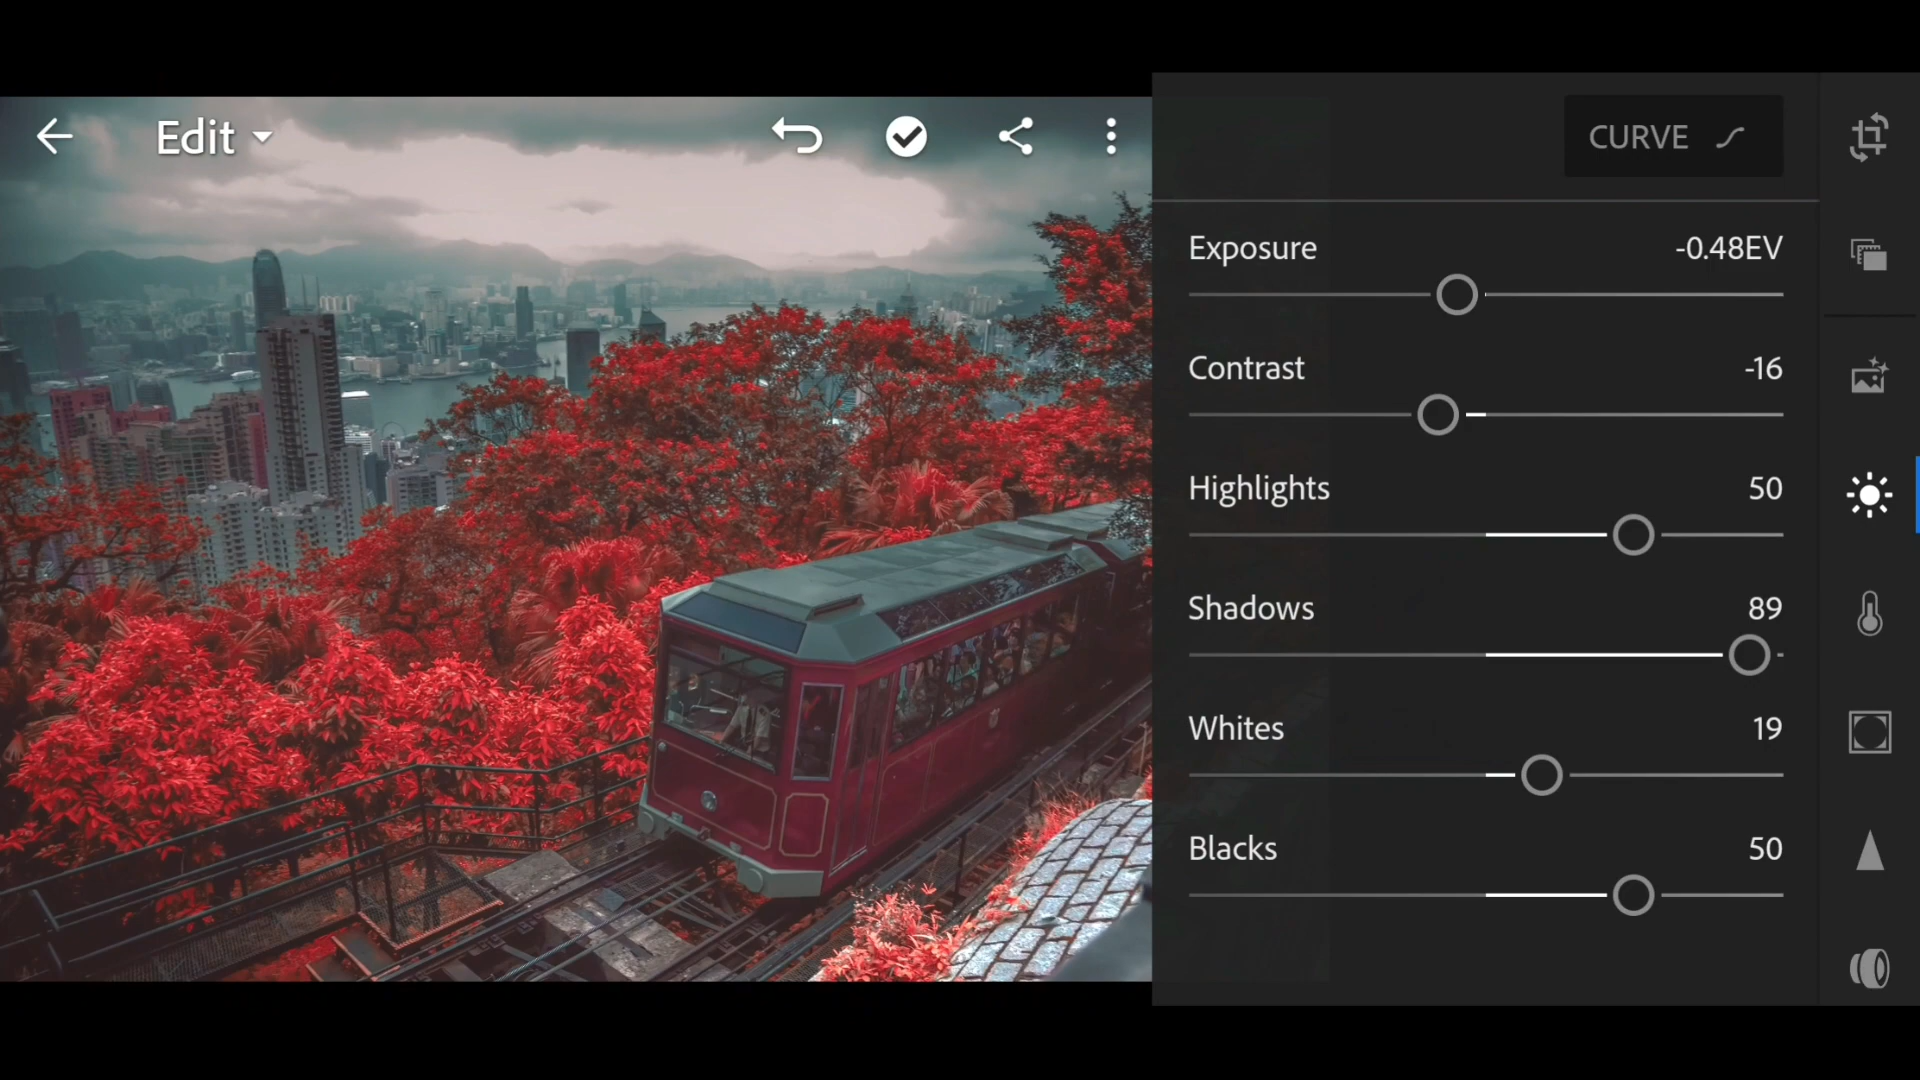 Edit
CURVE
Exposure -0.48EV
Contrast -16
Highlights 50
Shadows 89
Whites 19
Blacks 50